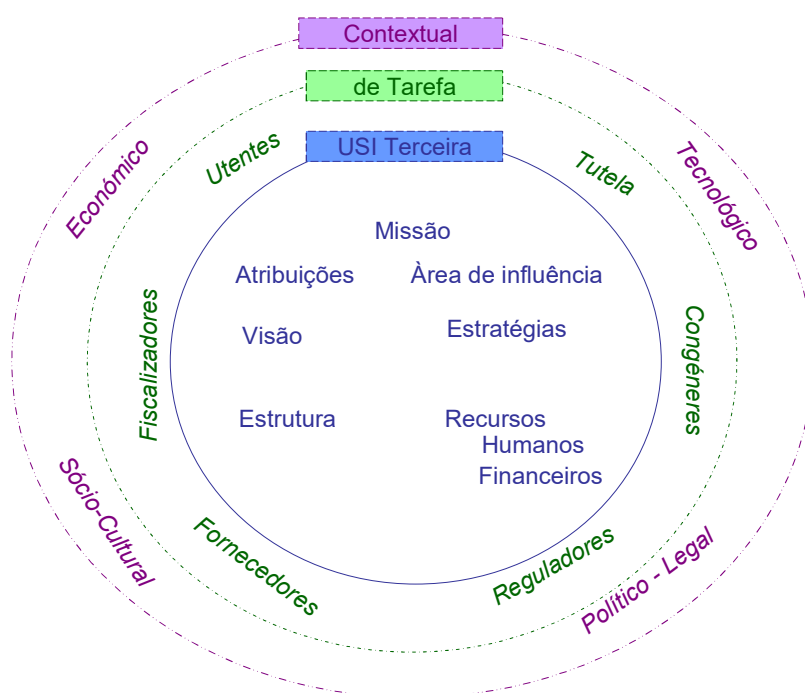 Contextual
de Tarefa
USI Terceira
Económico
Utentes
Tutela
Tecnológico
Missão
Atribuições
Àrea de influência
Visão
Estratégias
Fiscalizadores
Congéneres
Estrutura
Recursos
Humanos
Financeiros
Sócio-Cultural
Fornecedores
Reguladores
Político - Legal